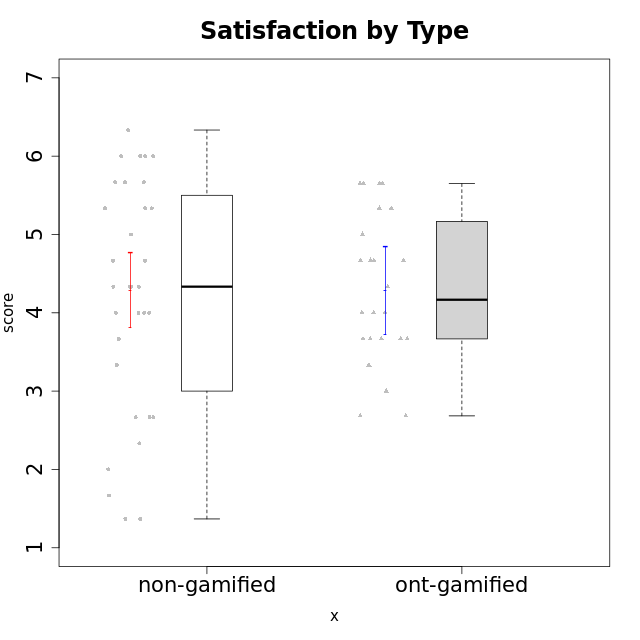 Satisfaction by Type
7
6
5
4
3
2
1
score
non-gamified
ont-gamified
x